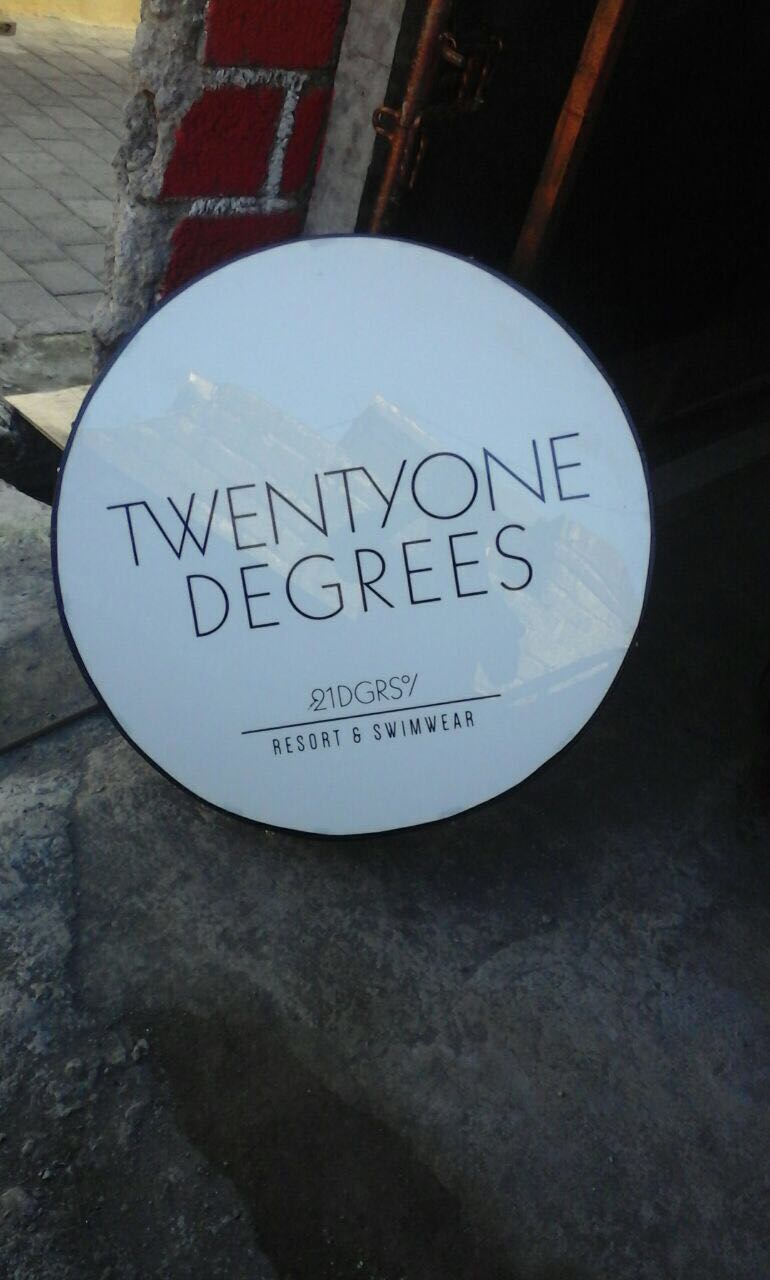 TWENTYONE
DEGREES
21DGRS°/
RESORT & SWIMWEAR